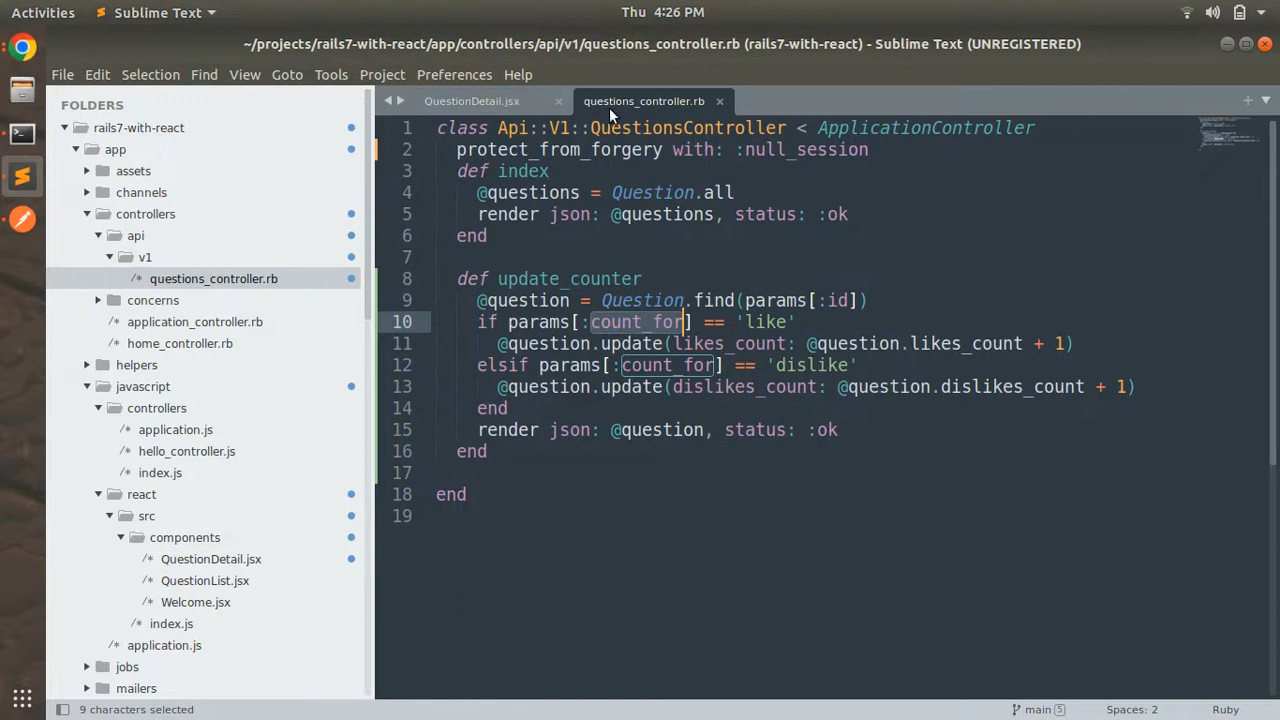 Activities
Sublime Text
Thu 4:26 PM
~/projects/rails7-with-react/app/controllers/api/v1/questions_controller.rb (rails7-with-react) - Sublime Text (UNREGISTERED)
File Edit Selection Find View Goto Tools Project Preferences Help
FOLDERS
rails7-with-react
app
assets
channels
controllers
api
v1
/* questions_controller.rb
concerns
/* application_controller.rb
/* home_controller.rb
helpers
javascript
controllers
/* application.js
/* hello_controller.js
/* index.js
react
src
components
/* QuestionDetail.jsx
/* QuestionList.jsx
/* Welcome.jsx
/* index.js
/* application.js
jobs
mailers
QuestionDetail.jsx ×
questions_controller.rb ×
1 class Api::V1::QuestionsController < ApplicationController
2 protect_from_forgery with: :null_session
3 def index
4 @questions = Question.all
5 render json: @questions, status: :ok
6 end
7
8 def update_counter
9 @question = Question.find(params[:id])
10 if params[:count_for] == 'like'
11 @question.update(likes_count: @question.likes_count + 1)
12 elsif params[:count_for] == 'dislike'
13 @question.update(dislikes_count: @question.dislikes_count + 1)
14 end
15 render json: @question, status: :ok
16 end
17
18 end
19
9 characters selected
main 5
Spaces: 2
Ruby